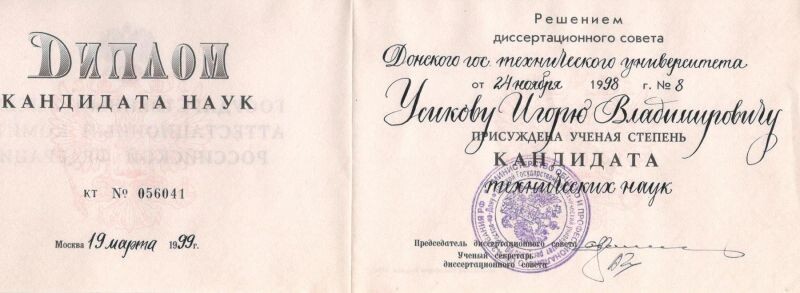 ДИПЛОМ
КАНДИДАТА НАУК
КТ № 056041
Москва 19 марта 1999 г.
Решением
диссертационного совета
Донского гос. технического университета
от 24 ноября 1998 г. № 8
Усикову Игорю Владимировичу
ПРИСУЖДЕНА УЧЕНАЯ СТЕПЕНЬ
КАНДИДАТА
технических наук
Председатель диссертационного совета
Ученый секретарь
диссертационного совета